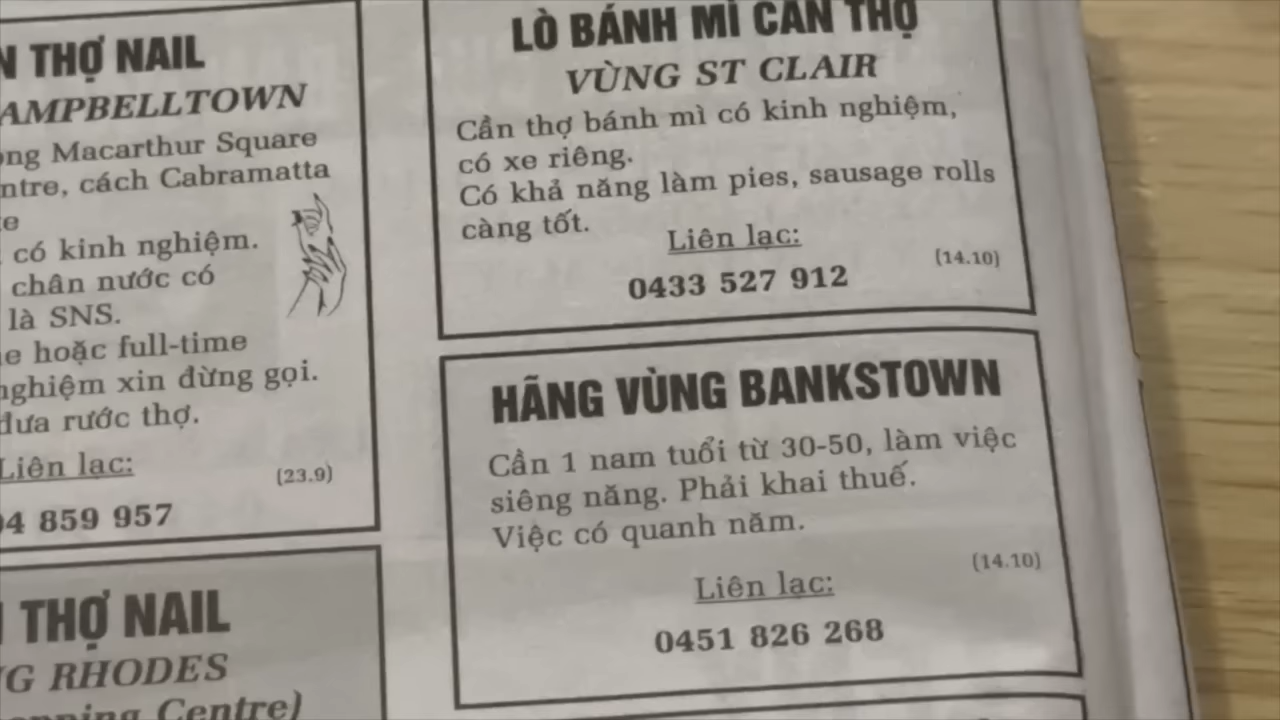 THỢ NAIL
Macarthur Square
cách Cabramatta
có kinh nghiệm.
chân nước có
là SNS.
hoặc full-time
nghiệm xin đừng gọi.
đưa rước thợ.
Liên lạc:
(23.9)
859 957
THỢ NAIL
RHODES
Centre)
LÒ BÁNH MÌ CẦN THỢ
VÙNG ST CLAIR
Cần thợ bánh mì có kinh nghiệm,
có xe riêng.
Có khả năng làm pies, sausage rolls
càng tốt.
Liên lạc:
(14.10)
0433 527 912
HÃNG VÙNG BANKSTOWN
Cần 1 nam tuổi từ 30-50, làm việc
siêng năng. Phải khai thuế.
Việc có quanh năm.
(14.10)
Liên lạc:
0451 826 268